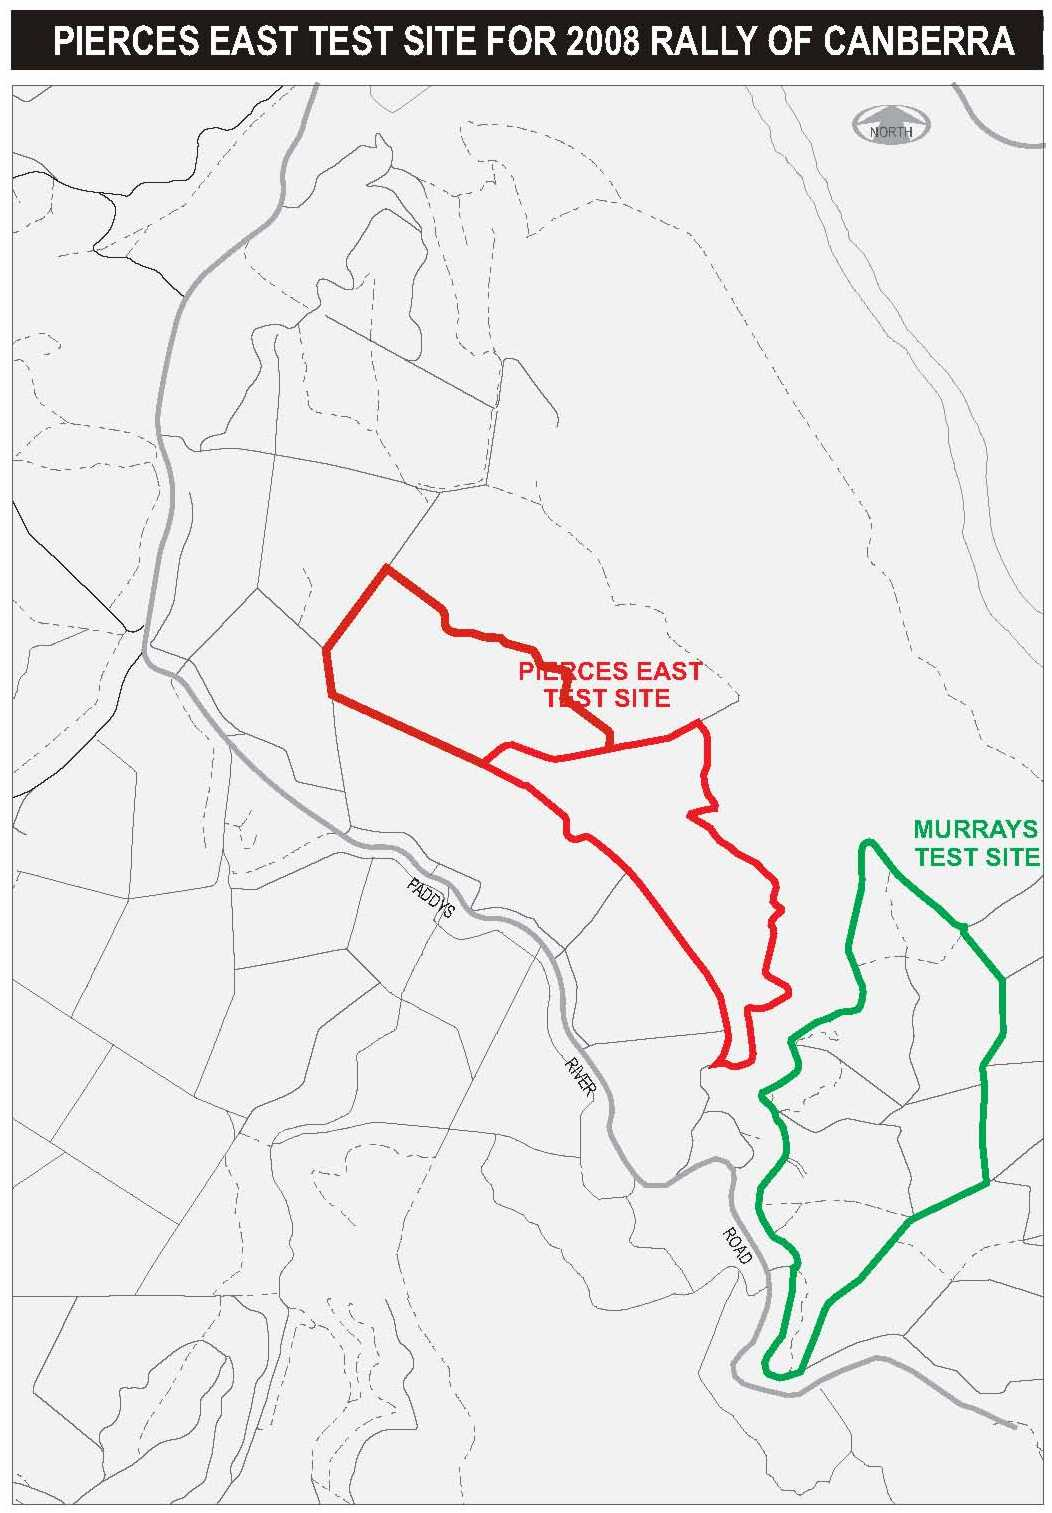 PIERCES EAST TEST SITE FOR 2008 RALLY OF CANBERRA
NORTH
PIERCES EAST
TEST SITE
MURRAYS
TEST SITE
PADDYS
RIVER
ROAD